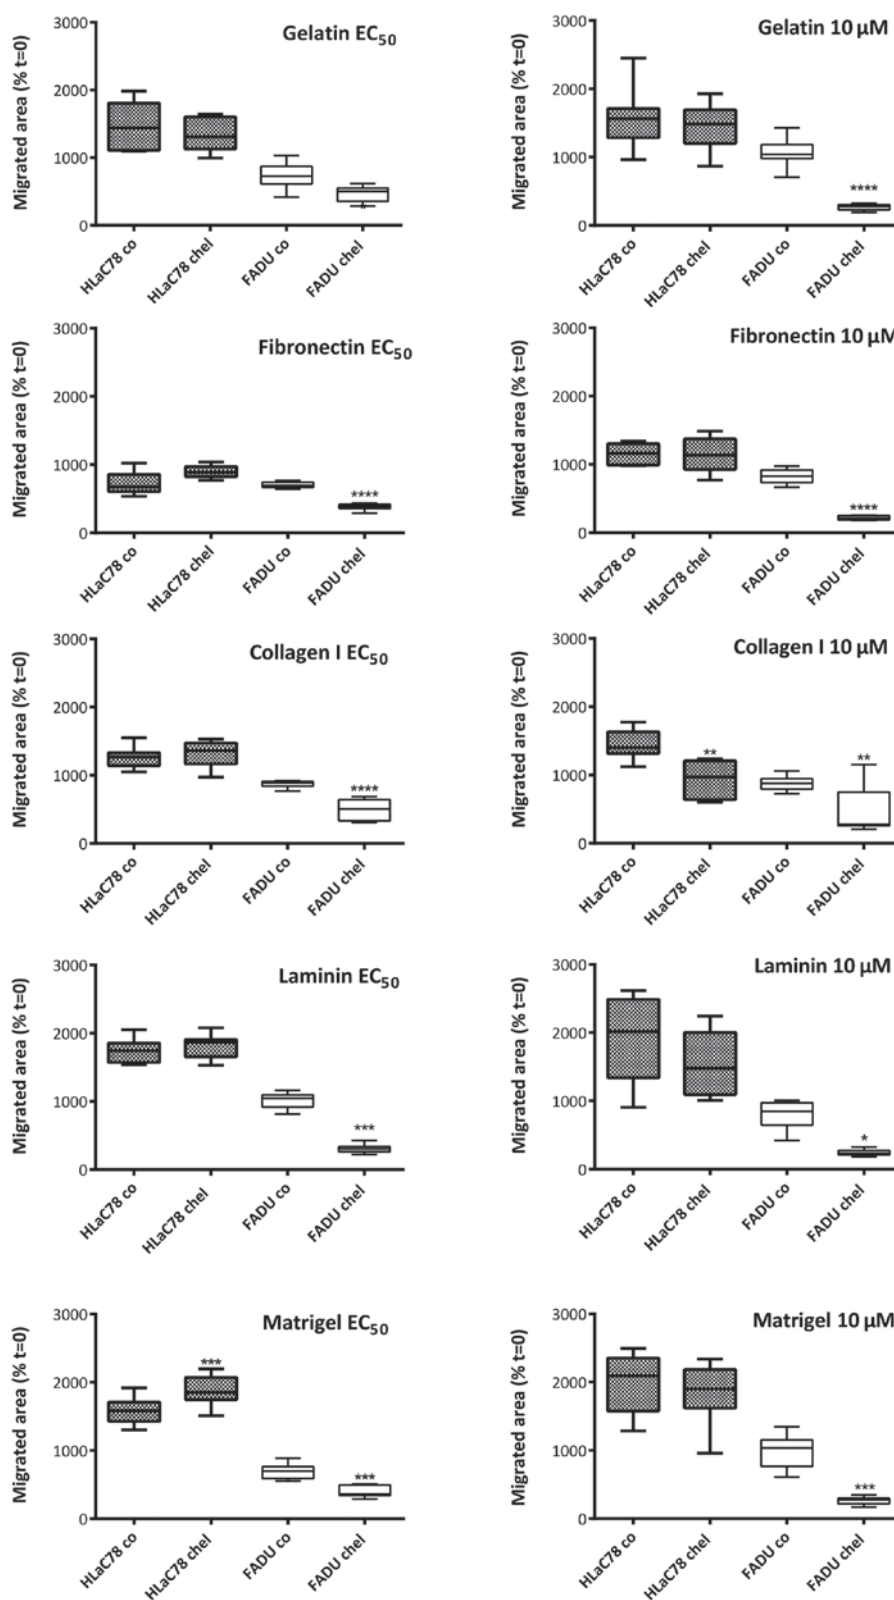 Gelatin EC50
Migrated area (% t=0)
3000
2000
1000
0
*
HLaC78 co
HLaC78 chel
FADU co
FADU chel
Gelatin 10 µM
Migrated area (% t=0)
3000
2000
1000
0
****
HLaC78 co
HLaC78 chel
FADU co
FADU chel
Fibronectin EC50
Migrated area (% t=0)
3000
2000
1000
0
****
HLaC78 co
HLaC78 chel
FADU co
FADU chel
Fibronectin 10 µM
Migrated area (% t=0)
3000
2000
1000
0
****
HLaC78 co
HLaC78 chel
FADU co
FADU chel
Collagen I EC50
Migrated area (% t=0)
3000
2000
1000
0
****
HLaC78 co
HLaC78 chel
FADU co
FADU chel
Collagen I 10 µM
Migrated area (% t=0)
3000
2000
1000
0
**
**
HLaC78 co
HLaC78 chel
FADU co
FADU chel
Laminin EC50
Migrated area (% t=0)
3000
2000
1000
0
***
HLaC78 co
HLaC78 chel
FADU co
FADU chel
Laminin 10 µM
Migrated area (% t=0)
3000
2000
1000
0
*
HLaC78 co
HLaC78 chel
FADU co
FADU chel
Matrigel EC50
Migrated area (% t=0)
3000
2000
1000
0
***
***
HLaC78 co
HLaC78 chel
FADU co
FADU chel
Matrigel 10 µM
Migrated area (% t=0)
3000
2000
1000
0
***
HLaC78 co
HLaC78 chel
FADU co
FADU chel